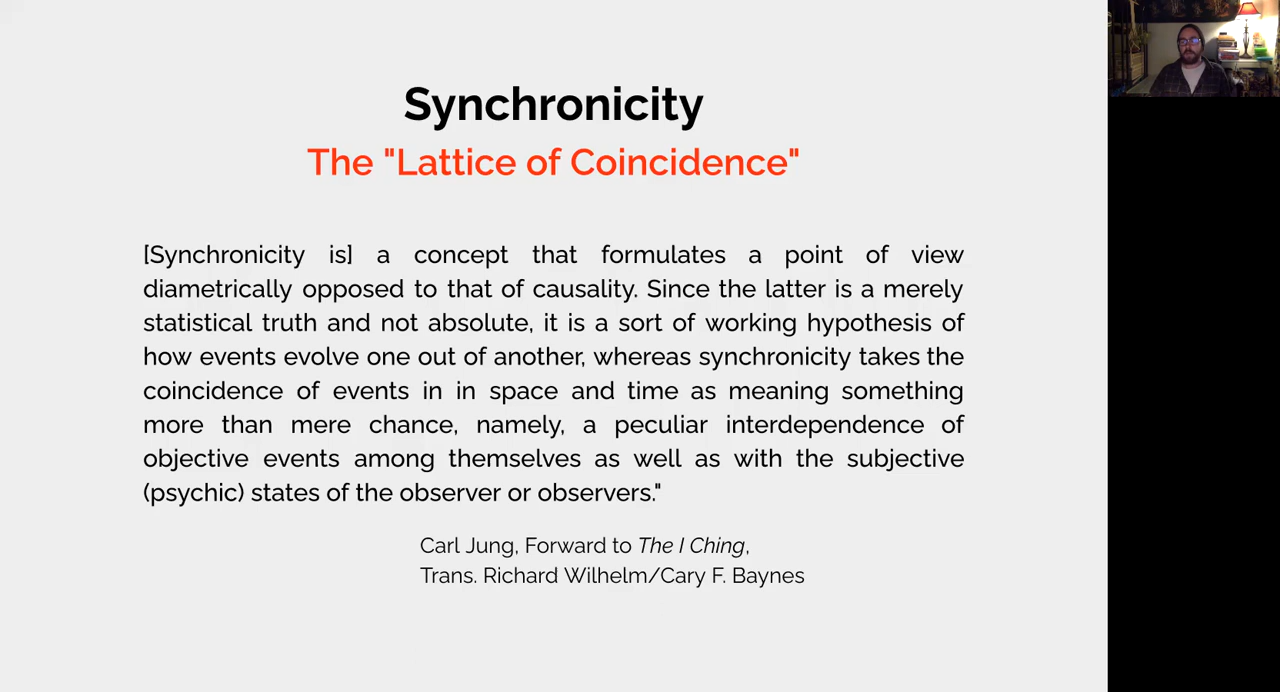 Synchronicity
The "Lattice of Coincidence"
[Synchronicity is] a concept that formulates a point of view
diametrically opposed to that of causality. Since the latter is a merely
statistical truth and not absolute, it is a sort of working hypothesis of
how events evolve one out of another, whereas synchronicity takes the
coincidence of events in in space and time as meaning something
more than mere chance, namely, a peculiar interdependence of
objective events among themselves as well as with the subjective
(psychic) states of the observer or observers."
Carl Jung, Forward to The I Ching,
Trans. Richard Wilhelm/Cary F. Baynes